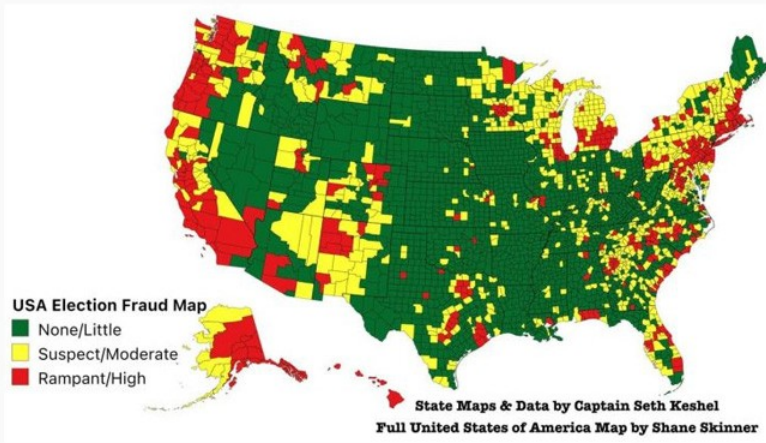 USA Election Fraud Map
None/Little
Suspect/Moderate
Rampant/High
State Maps & Data by Captain Seth Keshel
Full United States of America Map by Shane Skinner